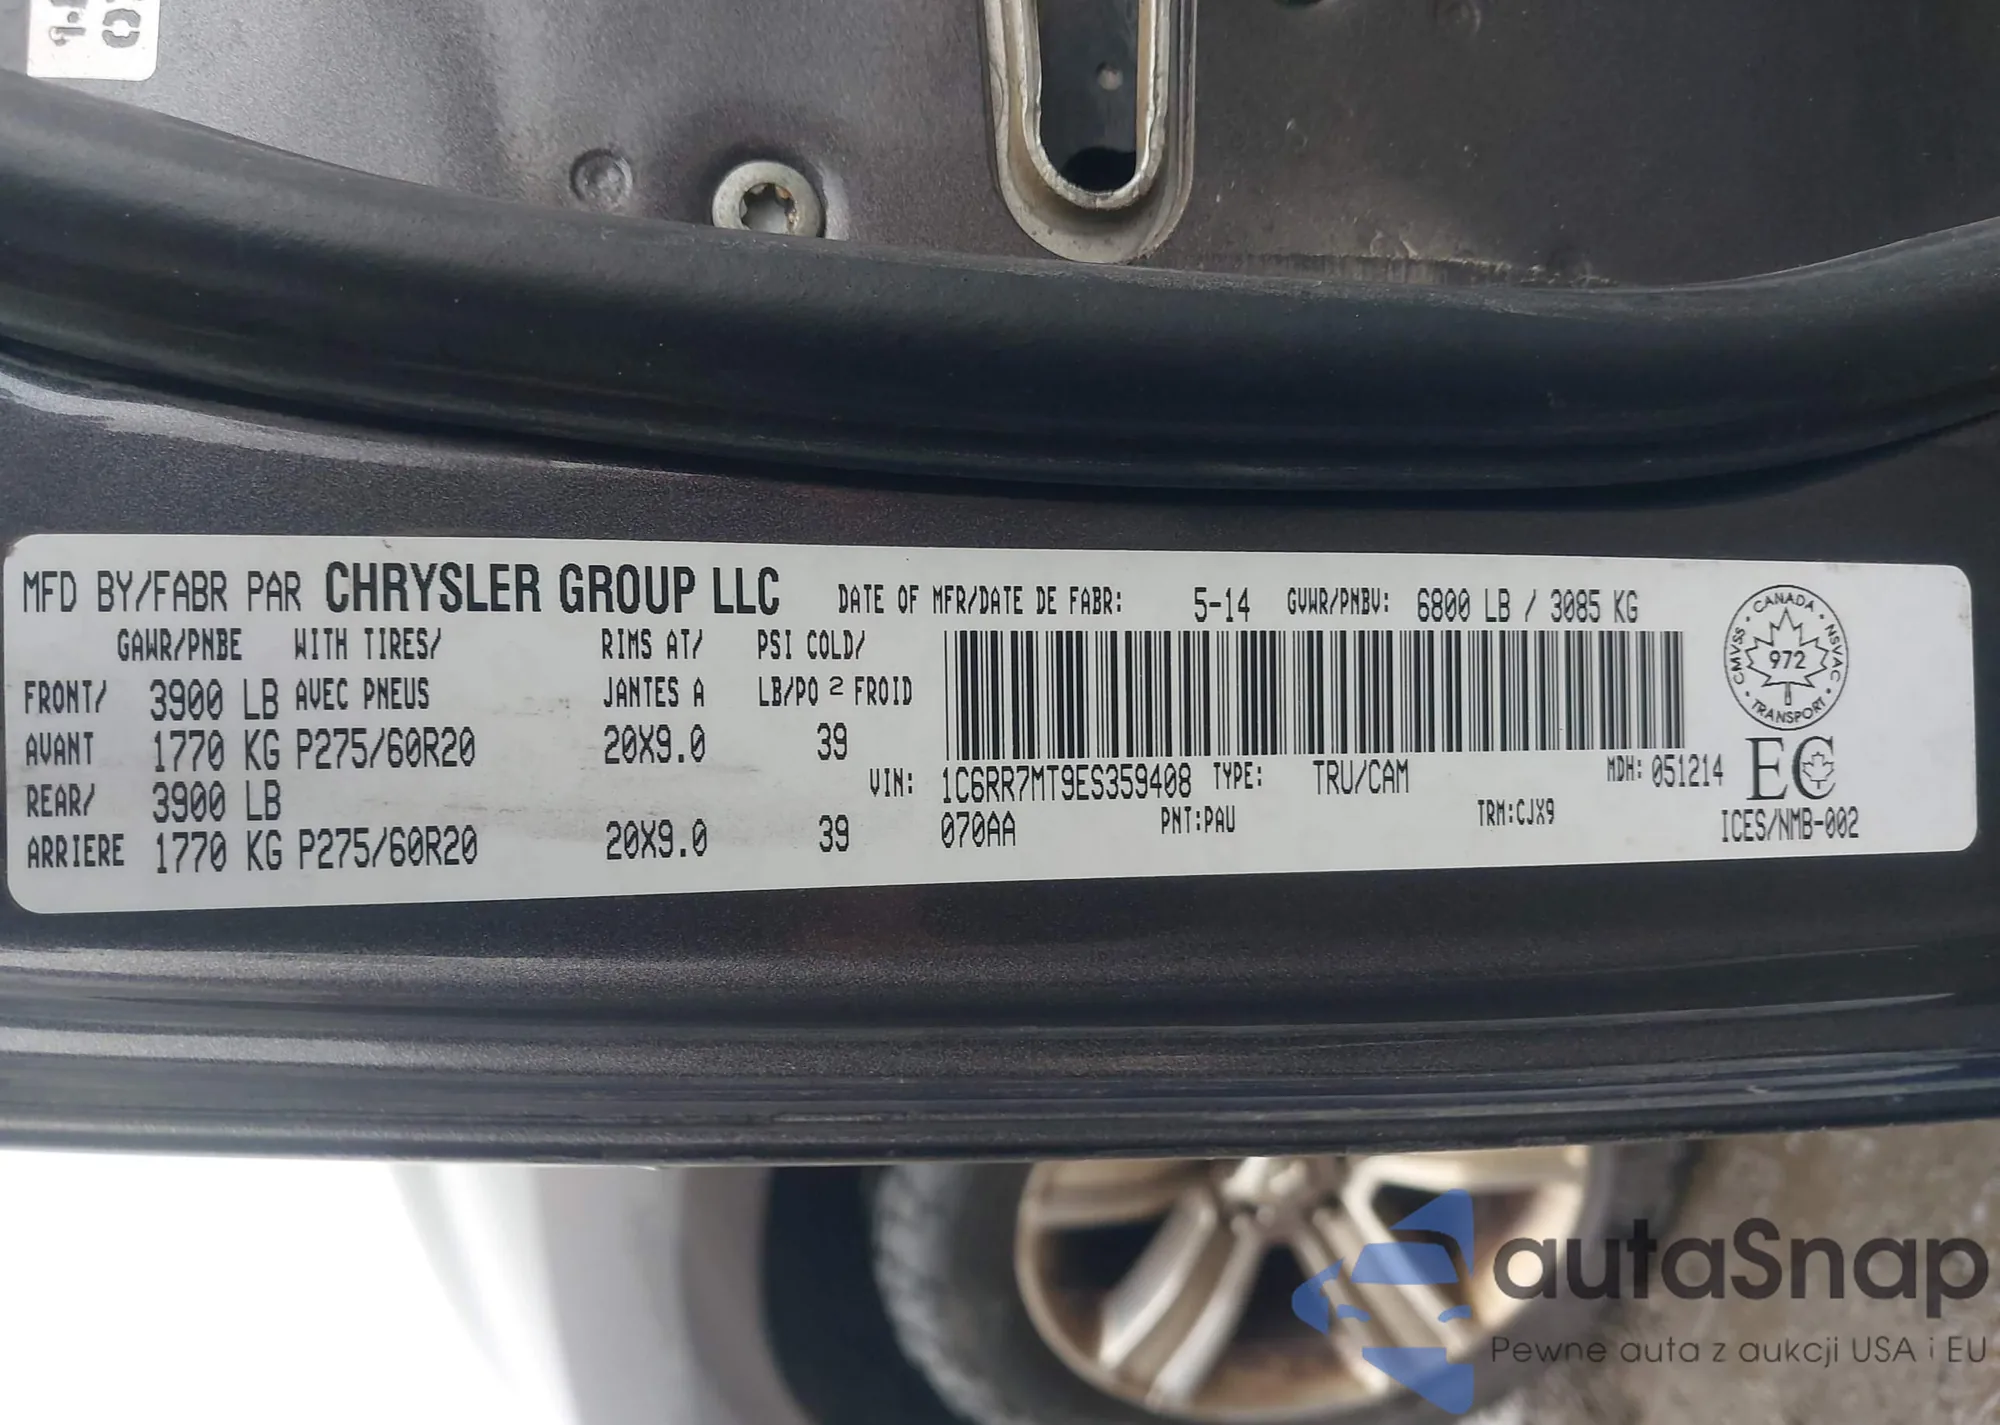 MFD BY/FABR PAR CHRYSLER GROUP LLC DATE OF MFR/DATE DE FABR: 5-14 GVWR/PNBV: 6800 LB / 3085 KG
GAWR/PNBE WITH TIRES/ RIMS AT/ PSI COLD/
FRONT/ 3900 LB AVEC PNEUS JANTES A LB/PO 2 FROID
AVANT 1770 KG P275/60R20 20X9.0 39
REAR/ 3900 LB
ARRIERE 1770 KG P275/60R20 20X9.0 39
VIN: 1C6RR7MT9ES359408 TYPE: TRU/CAM MDH: 051214
070AA PNT:PAU TRM:CJX9
CANADA
CMVSS 972 NSVAC
TRANSPORT
EC
ICES/NMB-002
autaSnap
Pewne auta z aukcji USA i EU